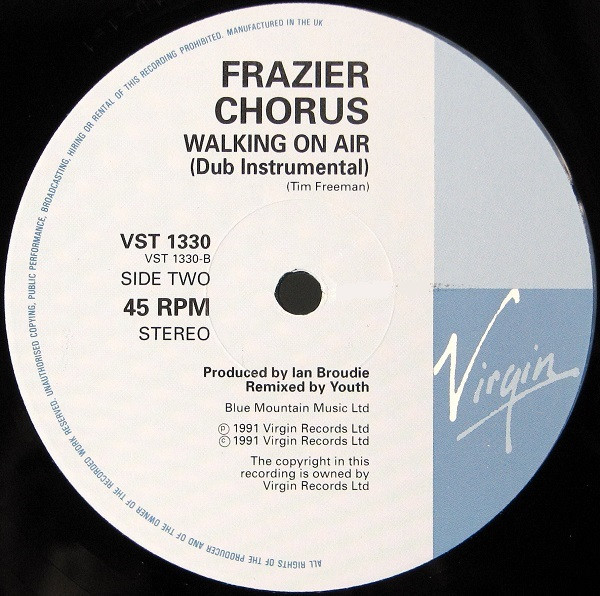 FRAZIER
CHORUS
WALKING ON AIR
(Dub Instrumental)
(Tim Freeman)
VST 1330
VST 1330-B
SIDE TWO
45 RPM
STEREO
Produced by Ian Broudie
Remixed by Youth
Blue Mountain Music Ltd
℗ 1991 Virgin Records Ltd
© 1991 Virgin Records Ltd
The copyright in this
recording is owned by
Virgin Records Ltd
Virgin
ALL RIGHTS OF THE PRODUCER AND OF THE OWNER OF THE RECORDED WORK RESERVED. UNAUTHORISED COPYING, PUBLIC PERFORMANCE, BROADCASTING, HIRING OR RENTAL OF THIS RECORDING PROHIBITED. MANUFACTURED IN THE UK